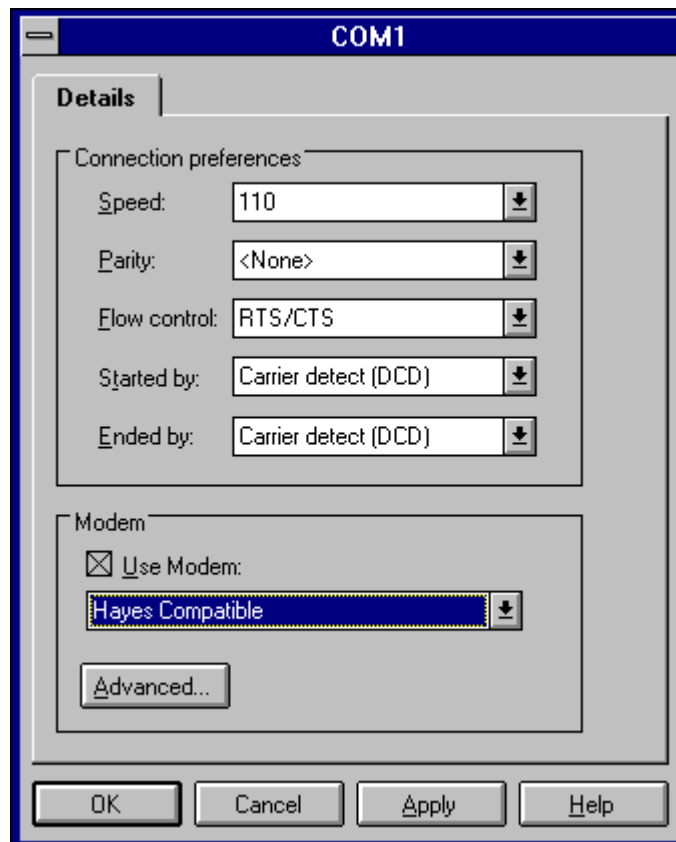 COM1
Details
Connection preferences
Speed: 110
Parity: <None>
Flow control: RTS/CTS
Started by: Carrier detect (DCD)
Ended by: Carrier detect (DCD)
Modem
Use Modem:
Hayes Compatible
Advanced...
OK Cancel Apply Help